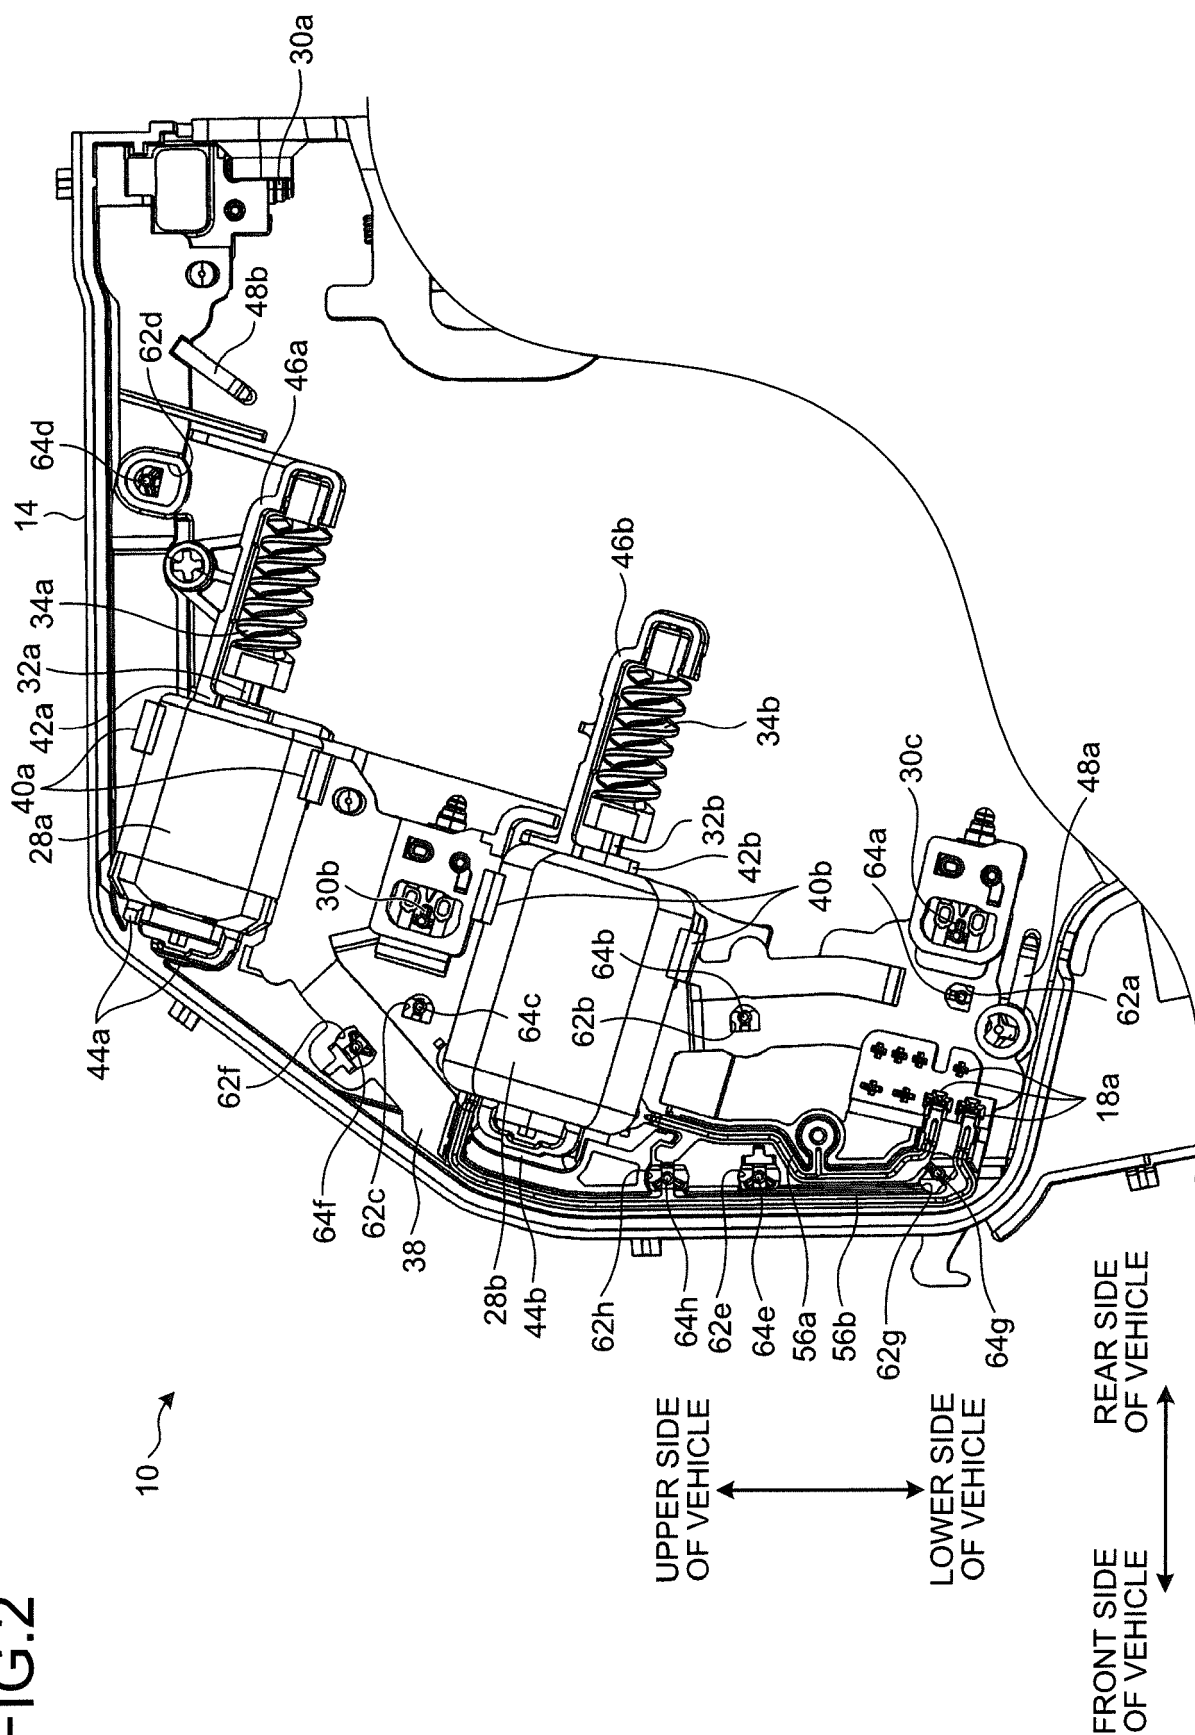 FIG.2
10
14
64d
62d
48b
30a
46a
34a
32a
42a
40a
28a
44a
30b
46b
34b
32b
42b
40b
30c
48a
64a
62a
64b
62b
64c
62f
64f
62c
38
28b
44b
62h
64h
62e
64e
56a
56b
62g
64g
18a
UPPER SIDE
OF VEHICLE
LOWER SIDE
OF VEHICLE
FRONT SIDE
OF VEHICLE
REAR SIDE
OF VEHICLE